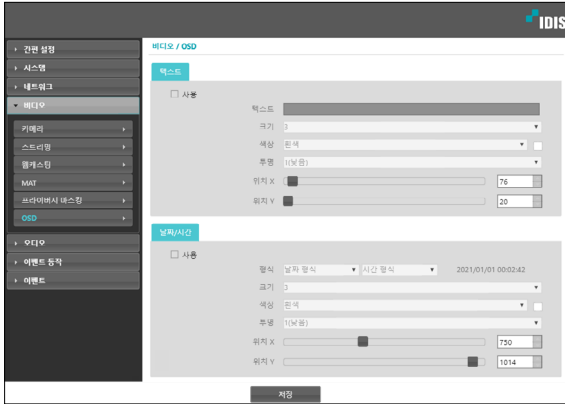 IDIS
간편 설정
시스템
네트워크
비디오
카메라
스트리밍
웹캐스팅
MAT
프라이버시 마스킹
OSD
오디오
이벤트 동작
이벤트
비디오 / OSD
텍스트
사용
텍스트
크기 3
색상 흰색
투명 1(낮음)
위치 X 76
위치 Y 20
날짜/시간
사용
형식 날짜 형식 시간 형식 2021/01/01 00:02:42
크기 3
색상 흰색
투명 1(낮음)
위치 X 750
위치 Y 1014
저장